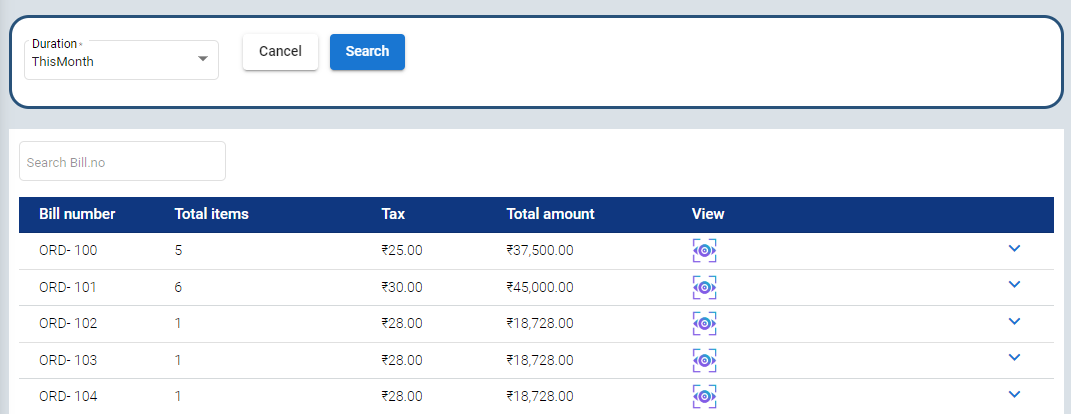 Duration *
ThisMonth
Cancel
Search
Search Bill.no
Bill number Total items Tax Total amount View
ORD- 100 5 ₹25.00 ₹37,500.00
ORD- 101 6 ₹30.00 ₹45,000.00
ORD- 102 1 ₹28.00 ₹18,728.00
ORD- 103 1 ₹28.00 ₹18,728.00
ORD- 104 1 ₹28.00 ₹18,728.00